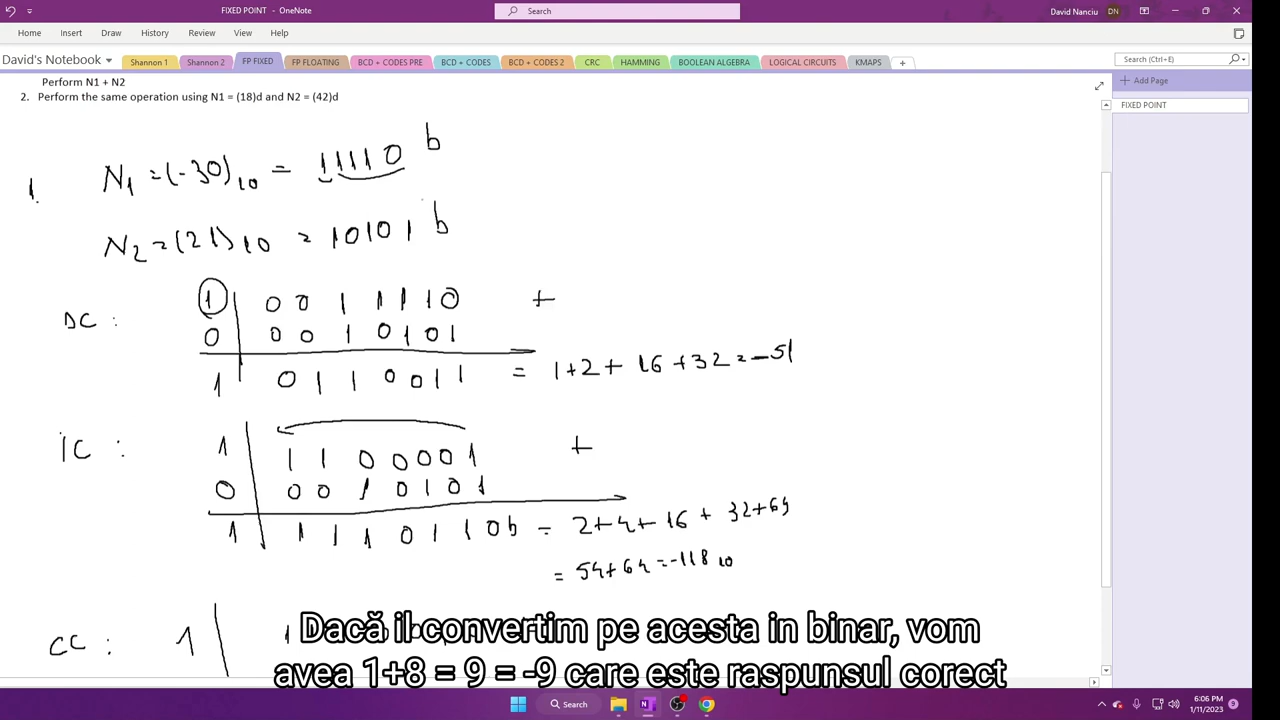 FIXED POINT - OneNote
Search
David Nanciu DN
Home Insert Draw History Review View Help
David's Notebook Shannon 1 Shannon 2 FP FIXED FP FLOATING BCD + CODES PRE BCD + CODES BCD + CODES 2 CRC HAMMING BOOLEAN ALGEBRA LOGICAL CIRCUITS KMAPS
Search (Ctrl+E)
Add Page
FIXED POINT
Perform N1 + N2
2. Perform the same operation using N1 = (18)d and N2 = (42)d
1. N1 = (-30)10 = 11110 b
N2 = (21)10 = 10101 b
DC: 1 | 0 0 1 1 1 1 0 +
0 0 0 1 0 1 0 1
1 0 1 1 0 0 1 1 = 1+2+ 16 +32 = -51
IC: 1 | 1 1 0 0 0 0 1 +
0 0 0 1 0 1 0 1
1 1 1 1 0 1 1 0 b = 2+4+16 + 32+64
= 54+64 = -118 10
CC: 1
Dacă il convertim pe acesta in binar, vom
avea 1+8 = 9 = -9 care este raspunsul corect
Search
6:06 PM
1/11/2023